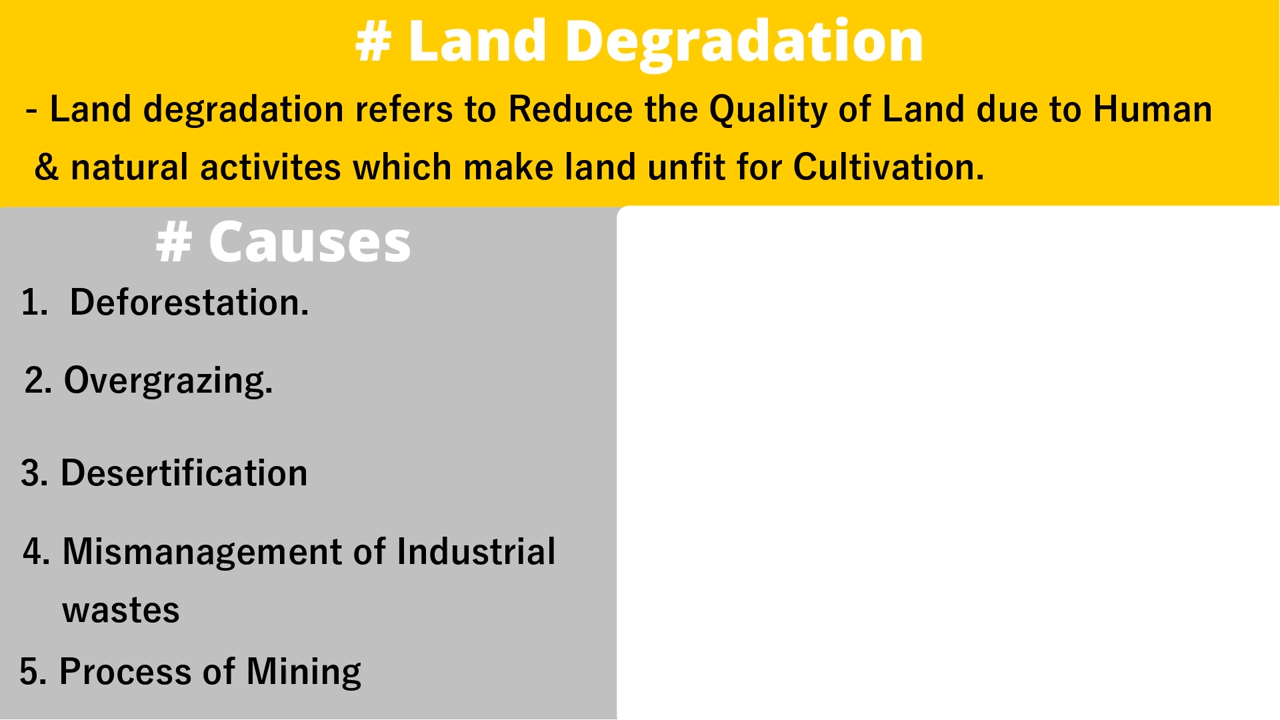 # Land Degradation
- Land degradation refers to Reduce the Quality of Land due to Human
& natural activites which make land unfit for Cultivation.
# Causes
1. Deforestation.
2. Overgrazing.
3. Desertification
4. Mismanagement of Industrial
wastes
5. Process of Mining